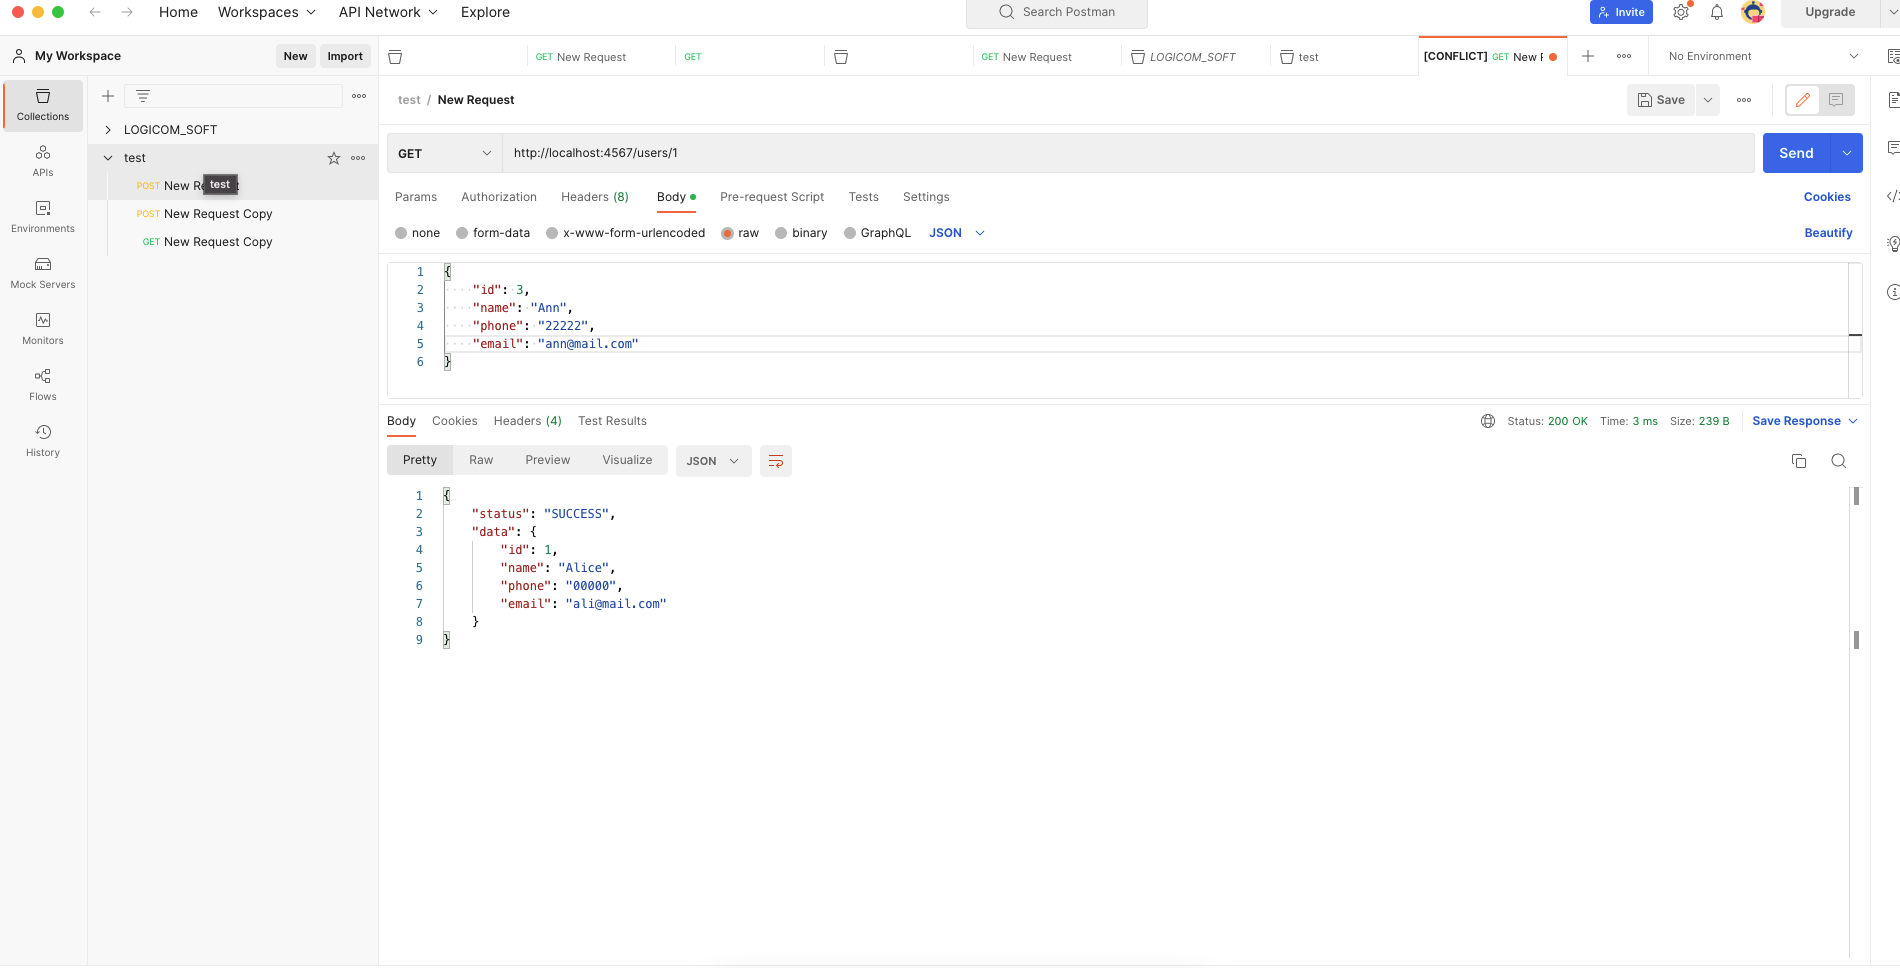 Home Workspaces API Network Explore Search Postman Invite Upgrade
My Workspace New Import
GET New Request GET GET New Request LOGICOM_SOFT test [CONFLICT] GET New F No Environment
Collections
APIs
Environments
Mock Servers
Monitors
Flows
History
LOGICOM_SOFT
test
POST New Re t
test
POST New Request Copy
GET New Request Copy
test / New Request Save
GET http://localhost:4567/users/1 Send
Params Authorization Headers (8) Body Pre-request Script Tests Settings Cookies
none form-data x-www-form-urlencoded raw binary GraphQL JSON Beautify
1 {
2 ····"id":·3,
3 ····"name":·"Ann",
4 ····"phone":·"22222",
5 ····"email":·"ann@mail.com"
6 }
Body Cookies Headers (4) Test Results Status: 200 OK Time: 3 ms Size: 239 B Save Response
Pretty Raw Preview Visualize JSON
1 {
2 "status": "SUCCESS",
3 "data": {
4 "id": 1,
5 "name": "Alice",
6 "phone": "00000",
7 "email": "ali@mail.com"
8 }
9 }